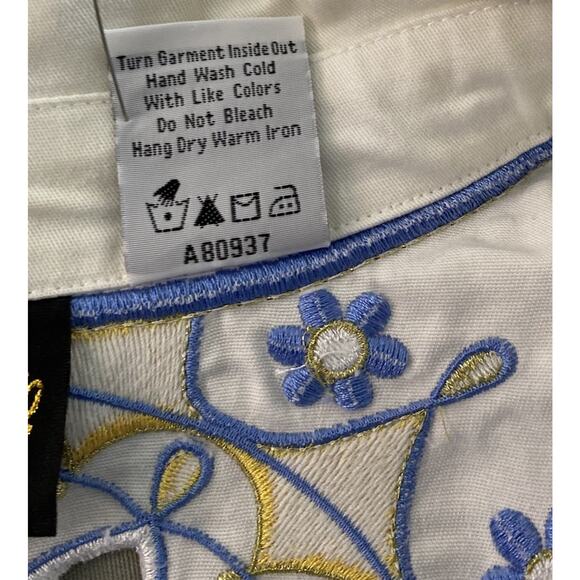 Turn Garment Inside Out
Hand Wash Cold
With Like Colors
Do Not Bleach
Hang Dry Warm Iron
A80937